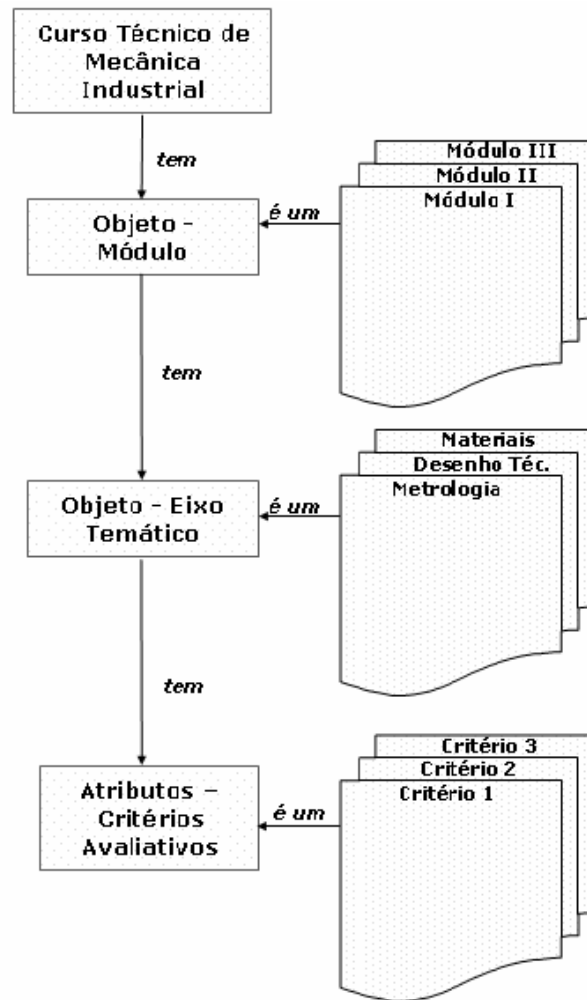 Curso Técnico de
Mecânica
Industrial
tem
Módulo III
Módulo II
Módulo I
é um
Objeto -
Módulo
tem
Materiais
Desenho Téc.
Metrologia
é um
Objeto - Eixo
Temático
tem
Critério 3
Critério 2
Critério 1
é um
Atributos –
Critérios
Avaliativos